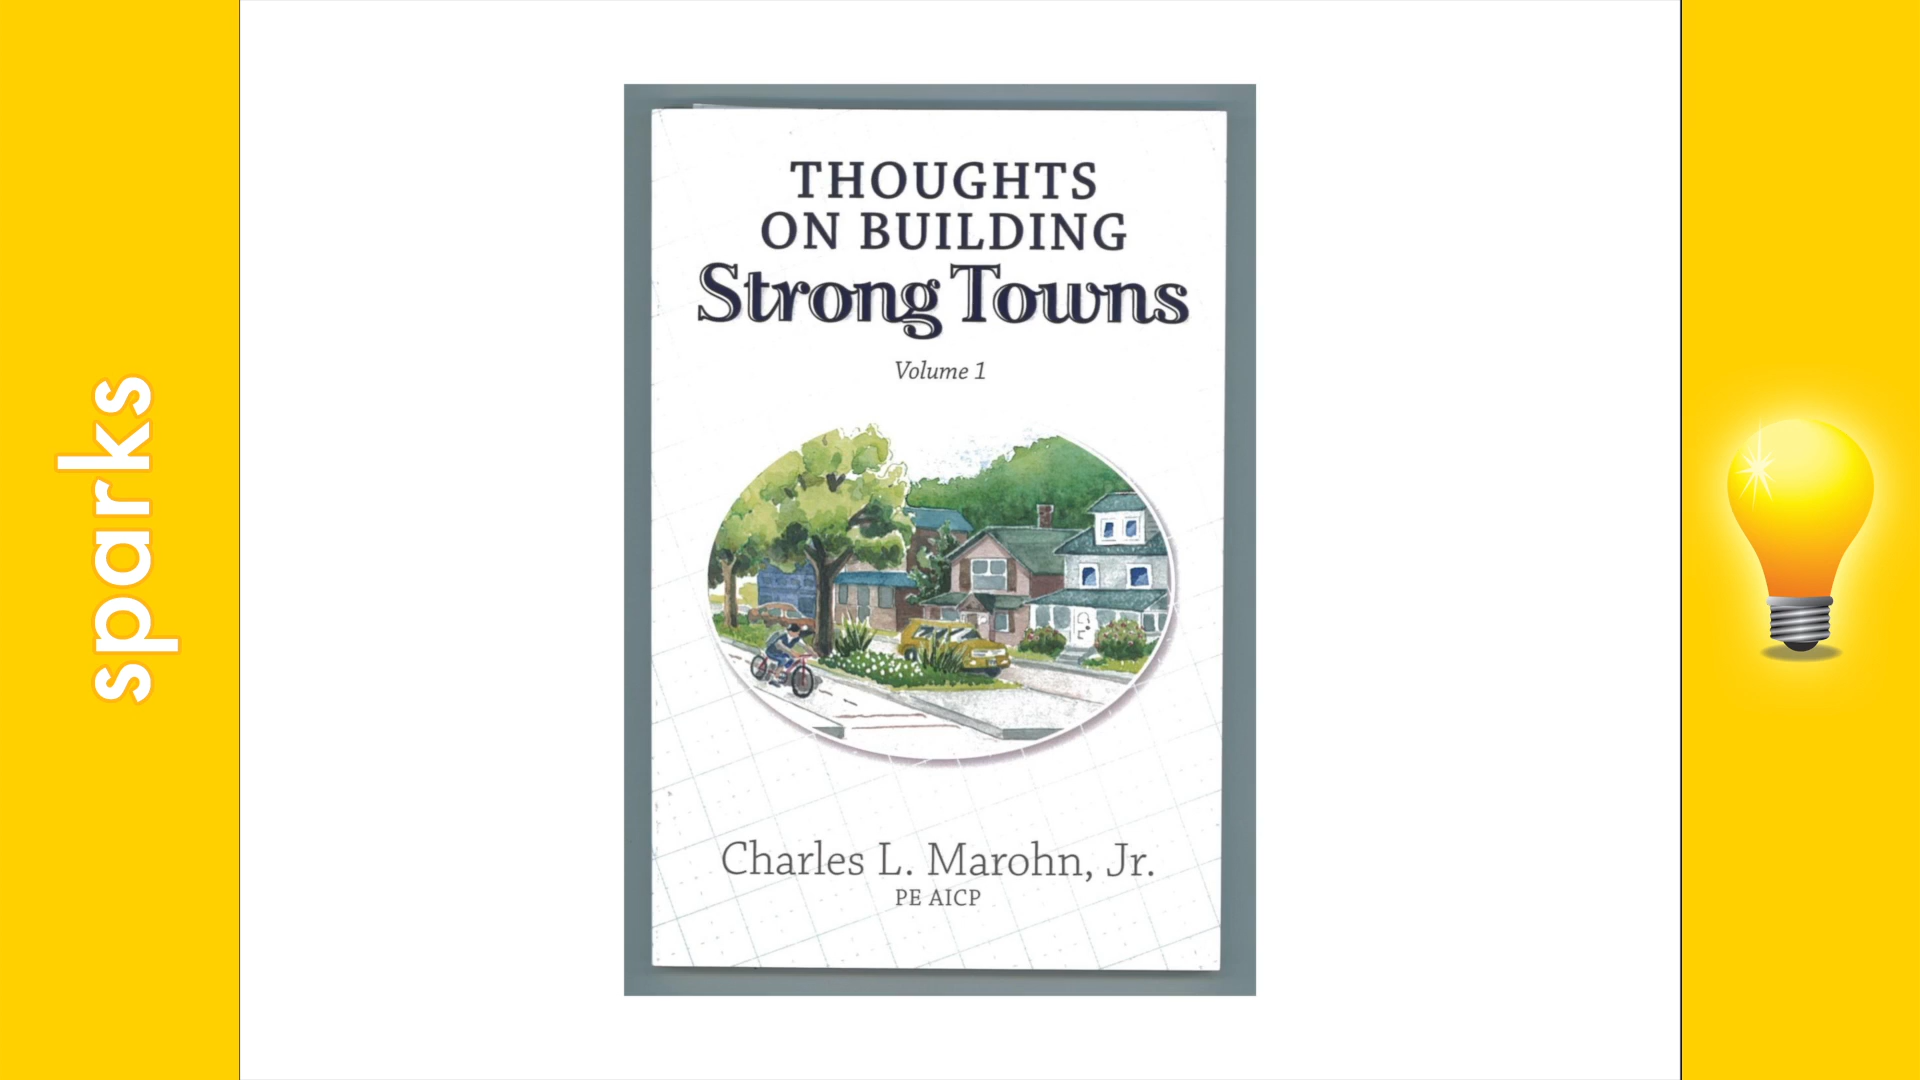 sparks
THOUGHTS
ON BUILDING
Strong Towns
Volume 1
Charles L. Marohn, Jr.
PE AICP